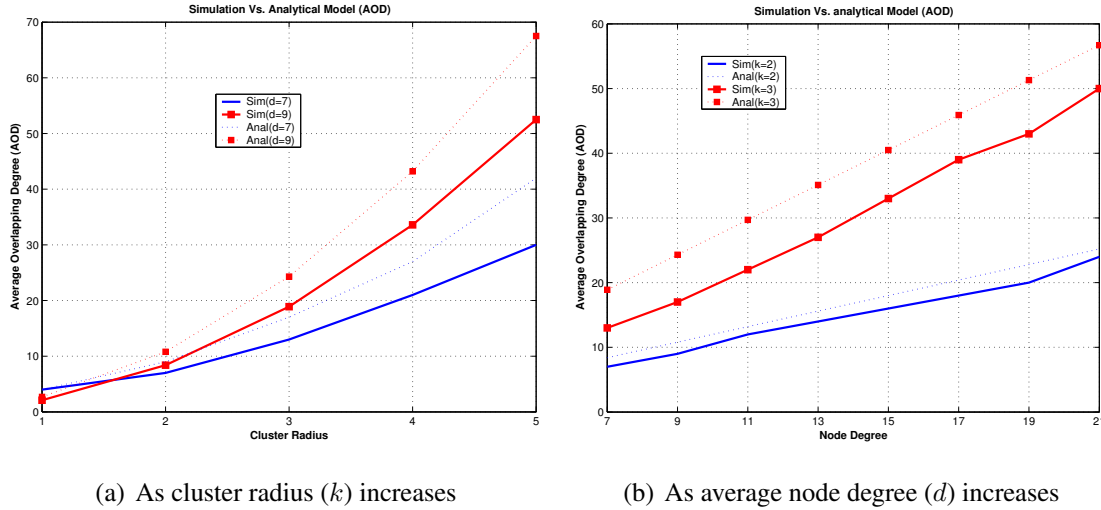 Simulation Vs. Analytical Model (AOD)
70
60
50
40
30
20
10
0
Average Overlapping Degree (AOD)
Sim(d=7)
Sim(d=9)
Anal(d=7)
Anal(d=9)
1 2 3 4 5
Cluster Radius
(a) As cluster radius (k) increases
Simulation Vs. analytical Model (AOD)
60
50
40
30
20
10
0
Average Overlapping Degree (AOD)
Sim(k=2)
Anal(k=2)
Sim(k=3)
Anal(k=3)
7 9 11 13 15 17 19 21
Node Degree
(b) As average node degree (d) increases